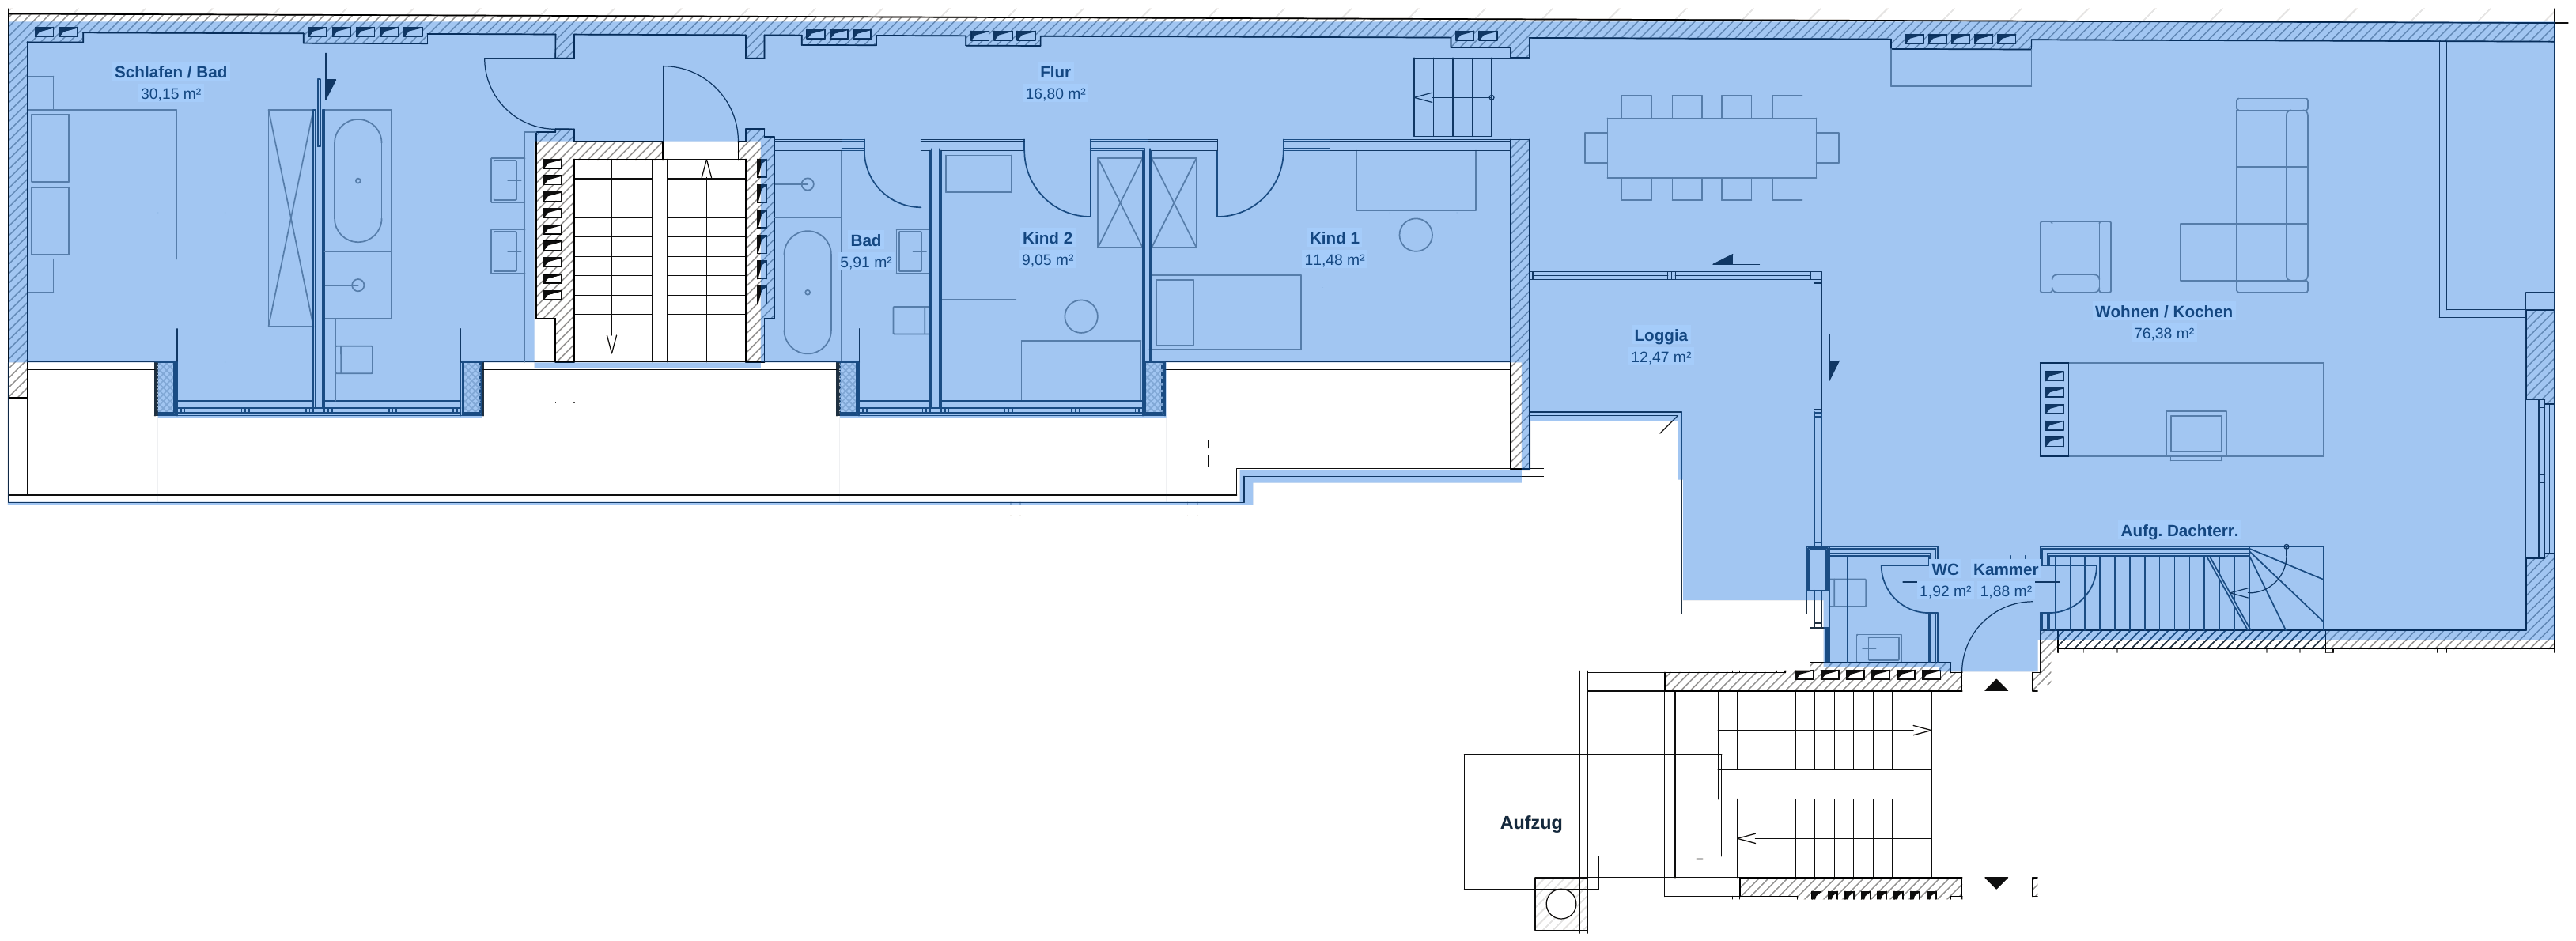 Schlafen / Bad
30,15 m²
Flur
16,80 m²
Bad
5,91 m²
Kind 2
9,05 m²
Kind 1
11,48 m²
Loggia
12,47 m²
Wohnen / Kochen
76,38 m²
Aufg. Dachterr.
WC
1,92 m²
Kammer
1,88 m²
Aufzug